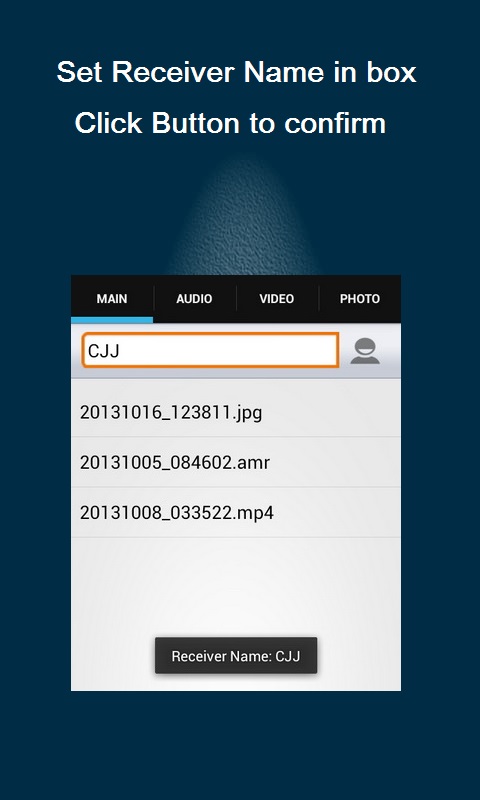 Set Receiver Name in box
Click Button to confirm
MAIN AUDIO VIDEO PHOTO
CJJ
20131016_123811.jpg
20131005_084602.amr
20131008_033522.mp4
Receiver Name: CJJ